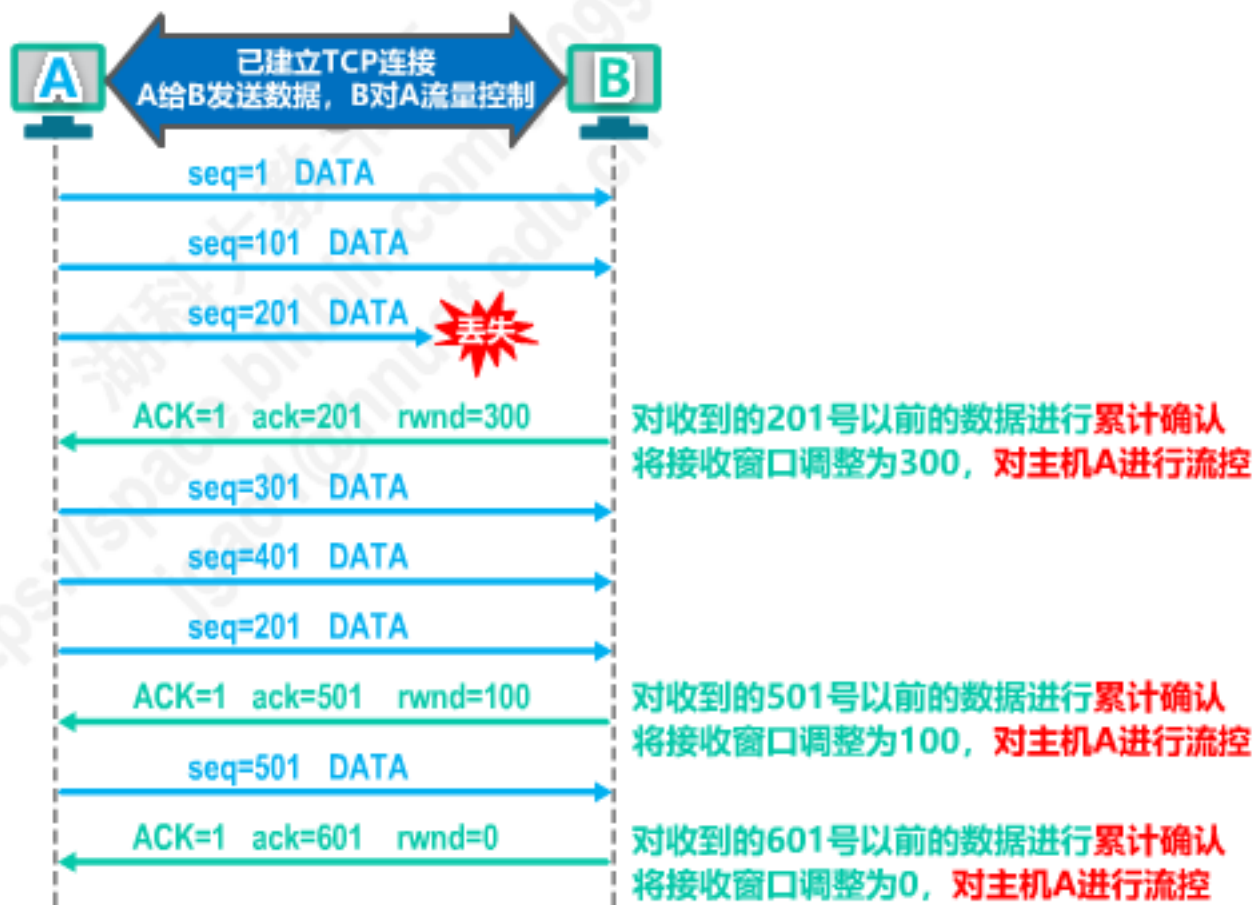 A
已建立TCP连接
A给B发送数据，B对A流量控制
B
seq=1 DATA
seq=101 DATA
seq=201 DATA
丢失
ACK=1 ack=201 rwnd=300
对收到的201号以前的数据进行累计确认
将接收窗口调整为300，对主机A进行流控
seq=301 DATA
seq=401 DATA
seq=201 DATA
ACK=1 ack=501 rwnd=100
对收到的501号以前的数据进行累计确认
将接收窗口调整为100，对主机A进行流控
seq=501 DATA
ACK=1 ack=601 rwnd=0
对收到的601号以前的数据进行累计确认
将接收窗口调整为0，对主机A进行流控